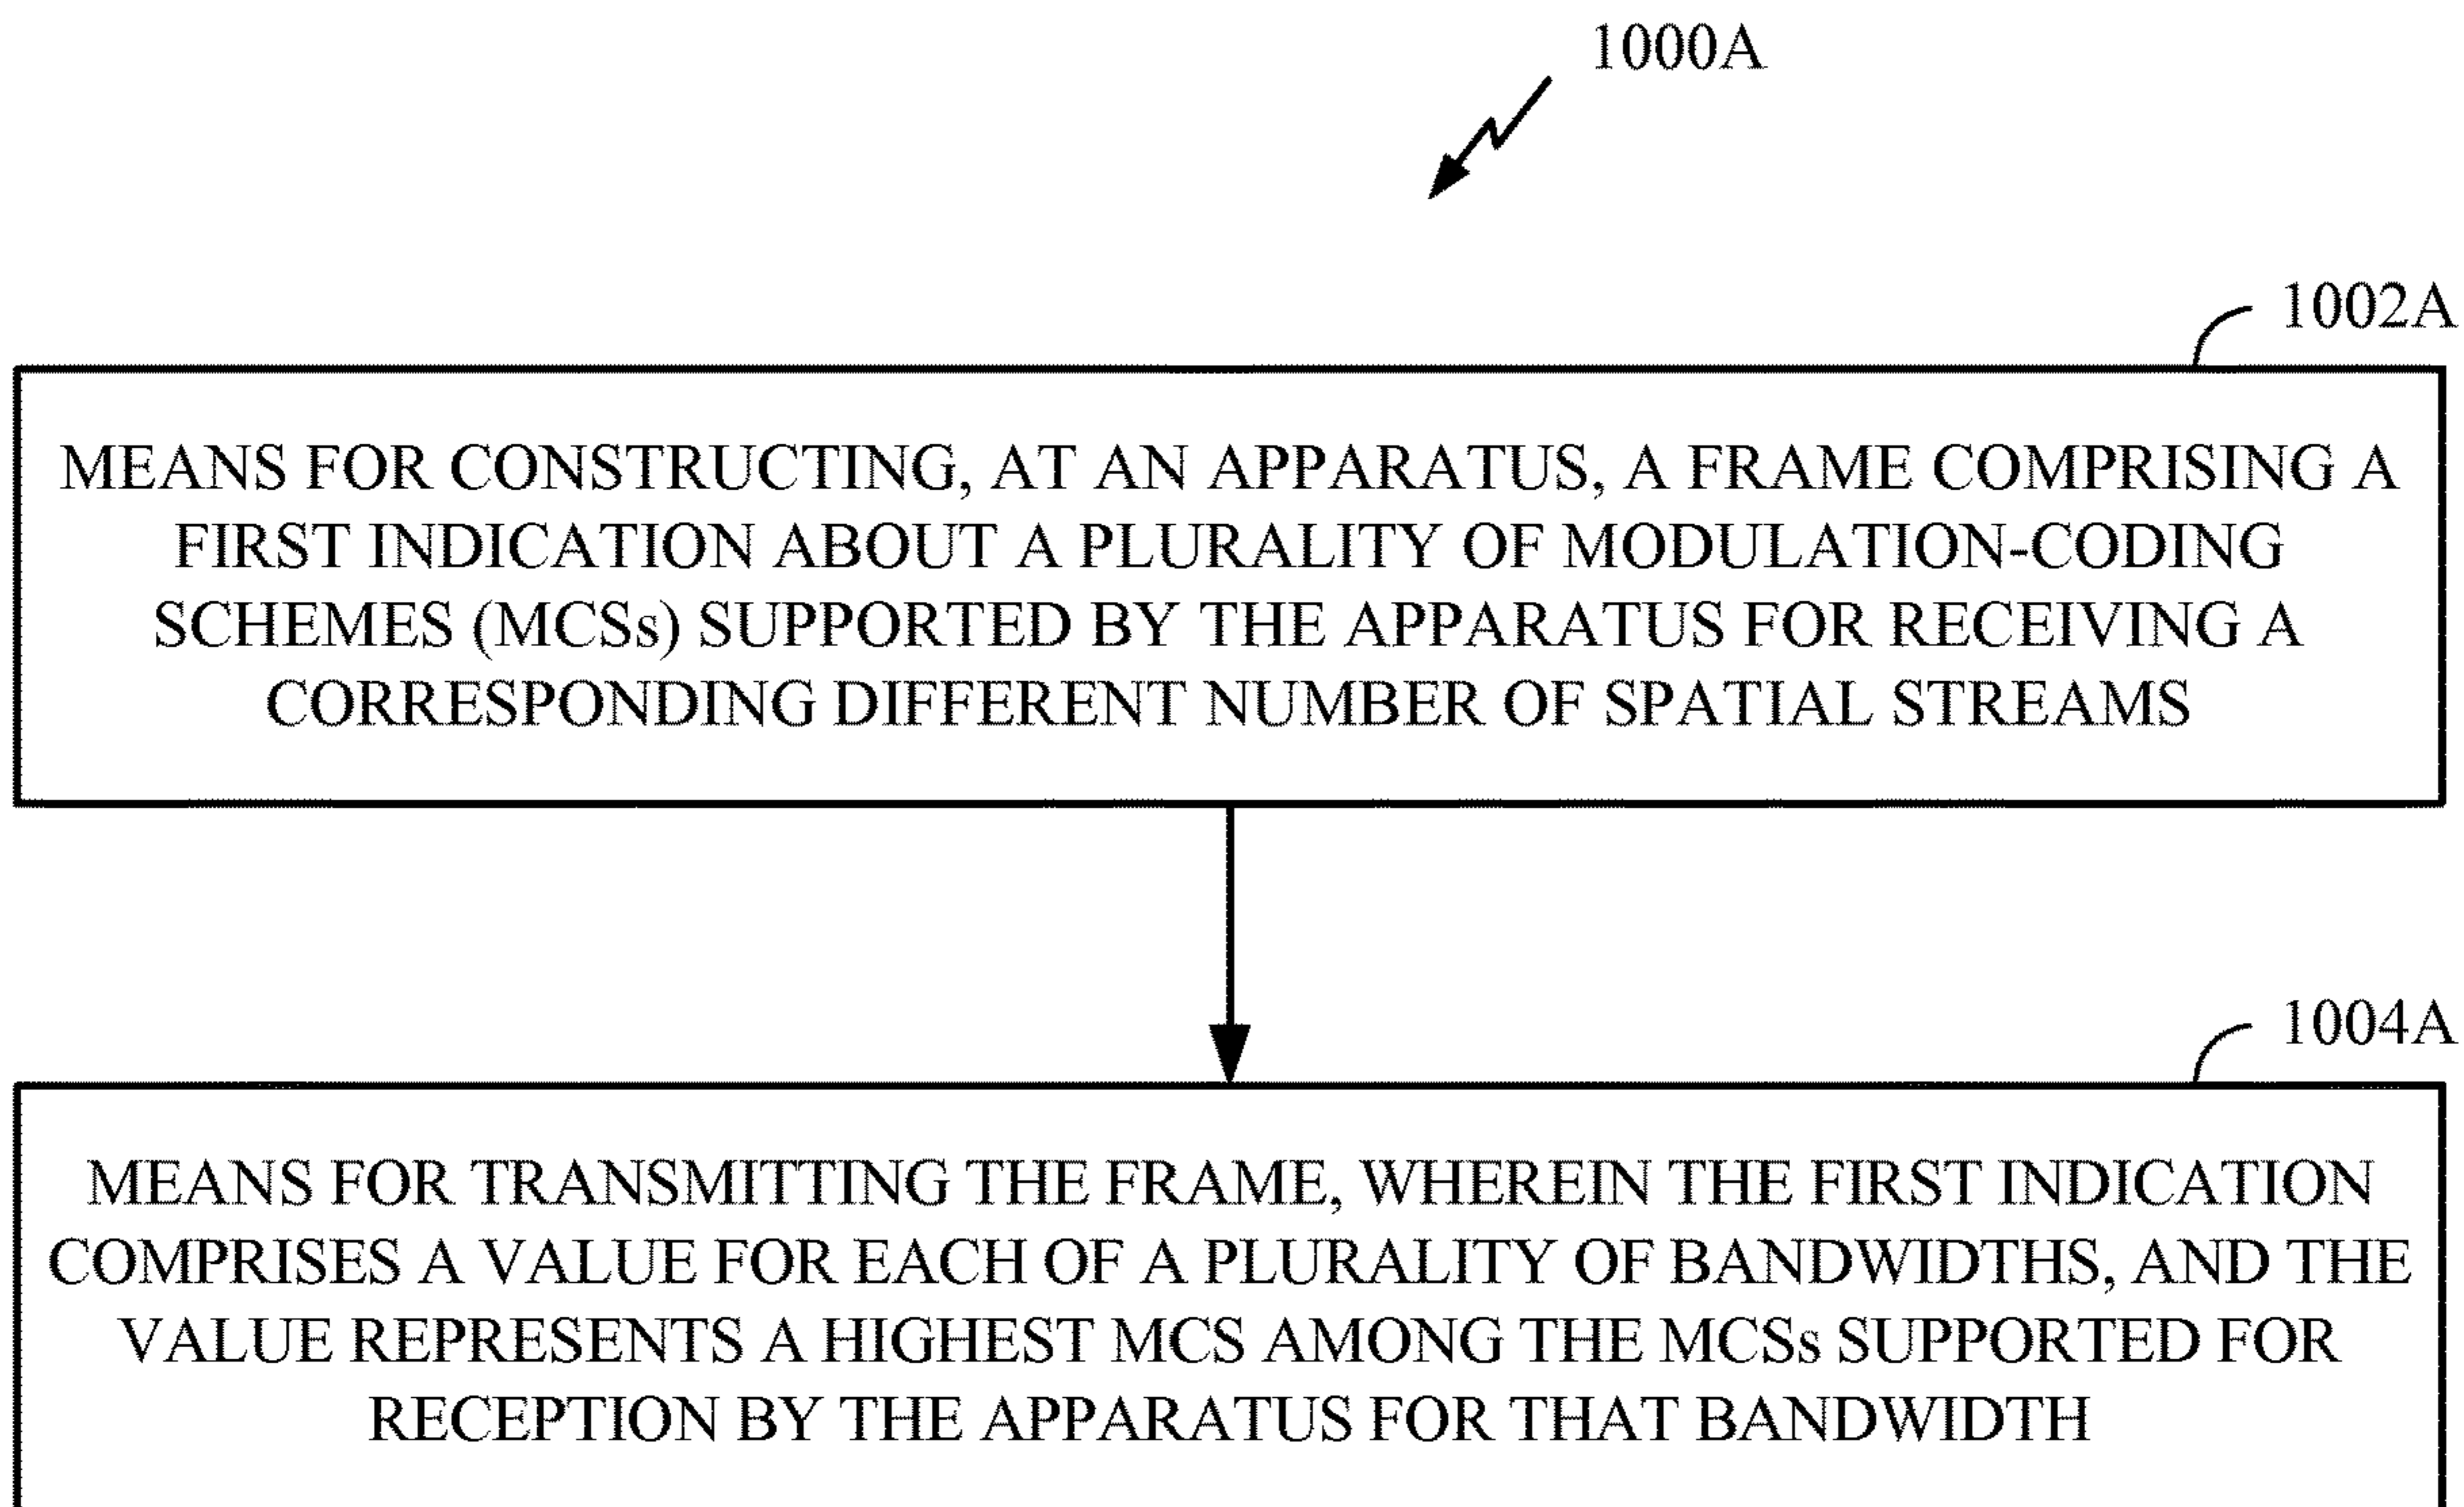 1000A
1002A
MEANS FOR CONSTRUCTING, AT AN APPARATUS, A FRAME COMPRISING A
FIRST INDICATION ABOUT A PLURALITY OF MODULATION-CODING
SCHEMES (MCSs) SUPPORTED BY THE APPARATUS FOR RECEIVING A
CORRESPONDING DIFFERENT NUMBER OF SPATIAL STREAMS
1004A
MEANS FOR TRANSMITTING THE FRAME, WHEREIN THE FIRST INDICATION
COMPRISES A VALUE FOR EACH OF A PLURALITY OF BANDWIDTHS, AND THE
VALUE REPRESENTS A HIGHEST MCS AMONG THE MCSs SUPPORTED FOR
RECEPTION BY THE APPARATUS FOR THAT BANDWIDTH